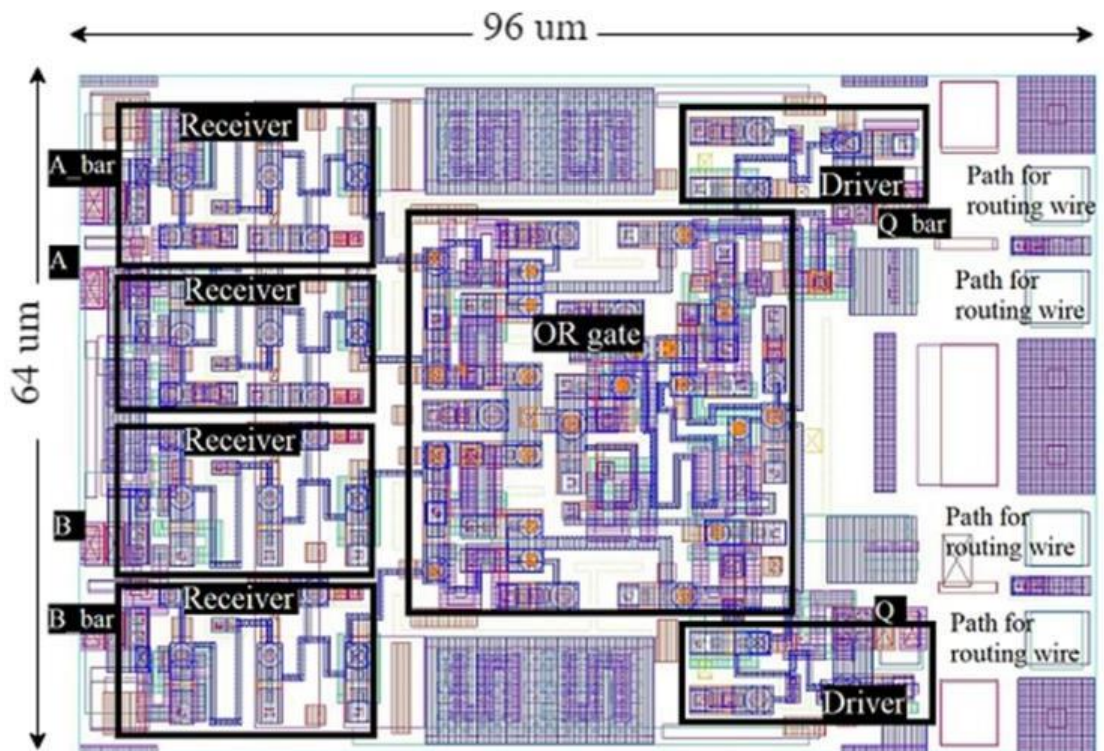 96 um
64 um
Receiver
A_bar
A
Receiver
Receiver
B
Receiver
B_bar
OR gate
Driver
Q_bar
Path for
routing wire
Path for
routing wire
Path for
routing wire
Q
Path for
routing wire
Driver